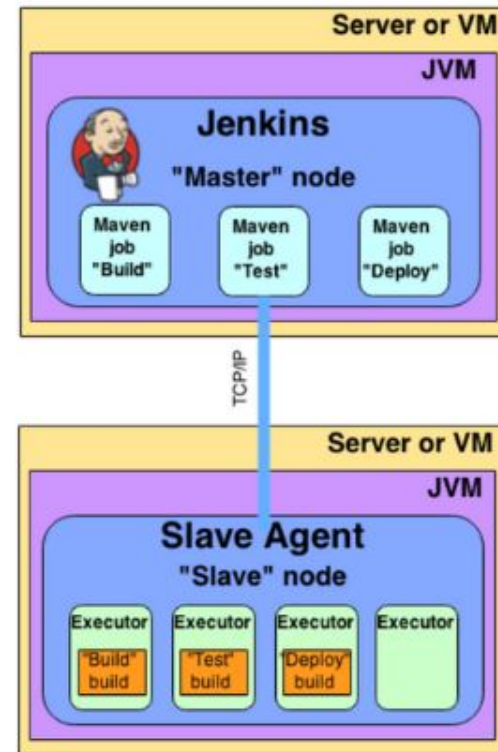 Server or VM
JVM
Jenkins
"Master" node
Maven
job
"Build"
Maven
job
"Test"
Maven
job
"Deploy"
TCP/IP
Server or VM
JVM
Slave Agent
"Slave" node
Executor
"Build"
build
Executor
"Test"
build
Executor
"Deploy"
build
Executor